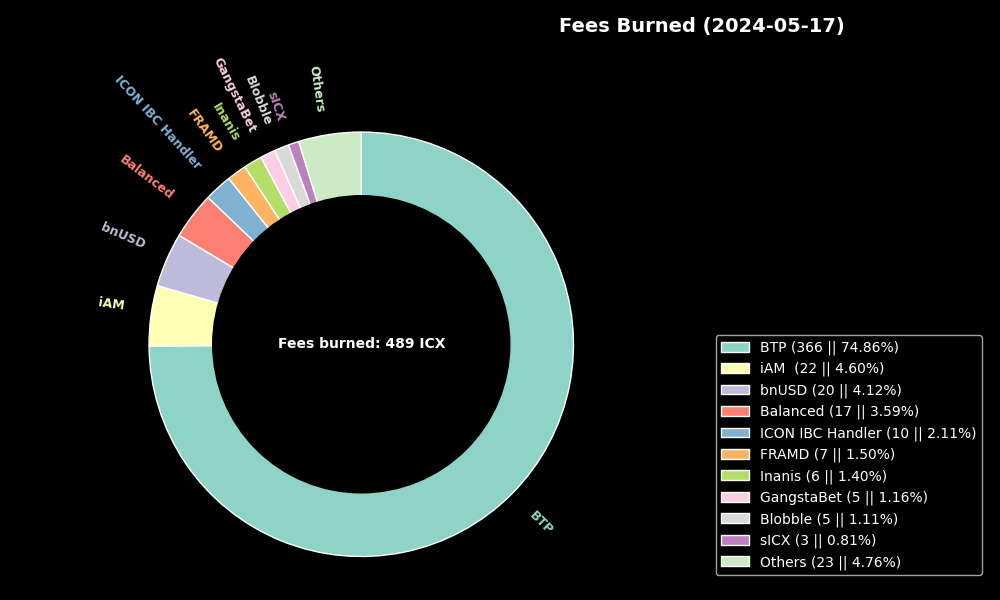 Fees Burned (2024-05-17)
Others
sICX
Blobble
GangstaBet
Inanis
FRAMD
ICON IBC Handler
Balanced
bnUSD
iAM
BTP
Fees burned: 489 ICX
BTP (366 || 74.86%)
iAM  (22 || 4.60%)
bnUSD (20 || 4.12%)
Balanced (17 || 3.59%)
ICON IBC Handler (10 || 2.11%)
FRAMD (7 || 1.50%)
Inanis (6 || 1.40%)
GangstaBet (5 || 1.16%)
Blobble (5 || 1.11%)
sICX (3 || 0.81%)
Others (23 || 4.76%)